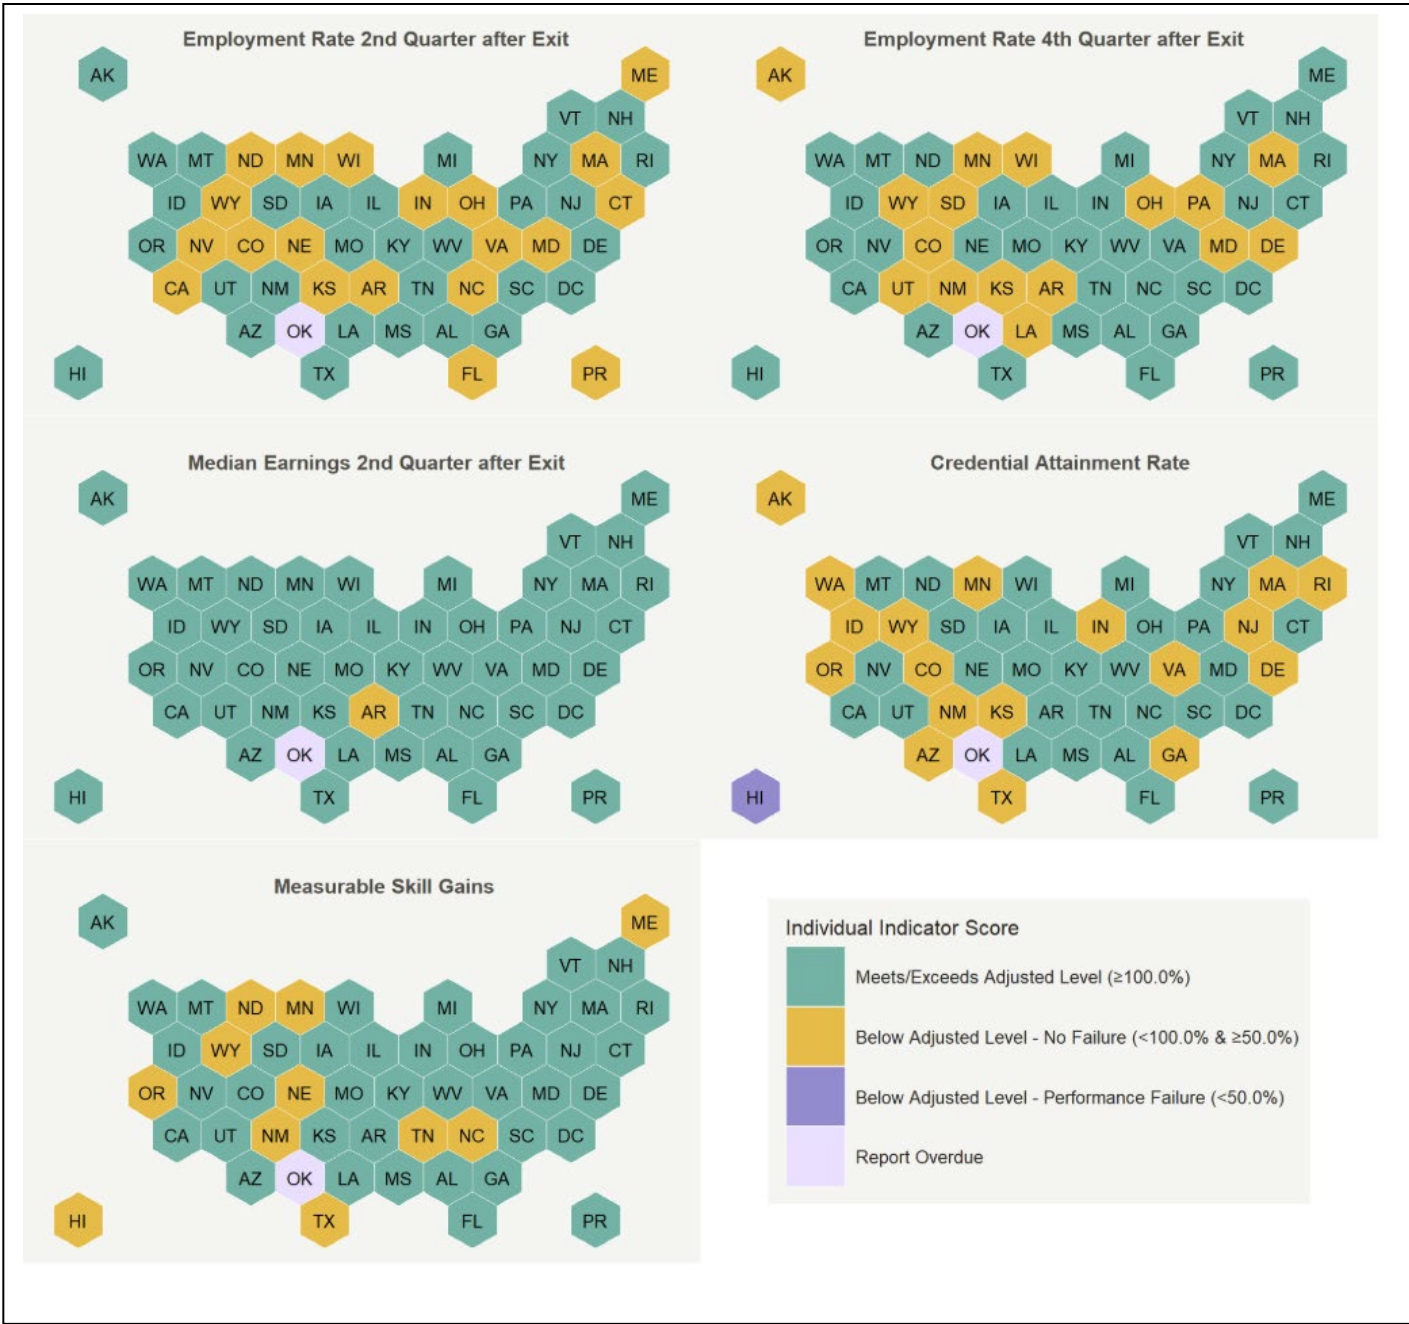 Employment Rate 2nd Quarter after Exit
AK
ME
VT NH
WA MT ND MN WI MI NY MA RI
ID WY SD IA IL IN OH PA NJ CT
OR NV CO NE MO KY WV VA MD DE
CA UT NM KS AR TN NC SC DC
AZ OK LA MS AL GA
HI TX FL PR
Employment Rate 4th Quarter after Exit
AK
ME
VT NH
WA MT ND MN WI MI NY MA RI
ID WY SD IA IL IN OH PA NJ CT
OR NV CO NE MO KY WV VA MD DE
CA UT NM KS AR TN NC SC DC
AZ OK LA MS AL GA
HI TX FL PR
Median Earnings 2nd Quarter after Exit
AK ME
VT NH
WA MT ND MN WI MI NY MA RI
ID WY SD IA IL IN OH PA NJ CT
OR NV CO NE MO KY WV VA MD DE
CA UT NM KS AR TN NC SC DC
AZ OK LA MS AL GA
HI TX FL PR
Credential Attainment Rate
AK ME
VT NH
WA MT ND MN WI MI NY MA RI
ID WY SD IA IL IN OH PA NJ CT
OR NV CO NE MO KY WV VA MD DE
CA UT NM KS AR TN NC SC DC
AZ OK LA MS AL GA
HI TX FL PR
Measurable Skill Gains
AK ME
VT NH
WA MT ND MN WI MI NY MA RI
ID WY SD IA IL IN OH PA NJ CT
OR NV CO NE MO KY WV VA MD DE
CA UT NM KS AR TN NC SC DC
AZ OK LA MS AL GA
HI TX FL PR
Individual Indicator Score
Meets/Exceeds Adjusted Level (≥100.0%)
Below Adjusted Level - No Failure (<100.0% & ≥50.0%)
Below Adjusted Level - Performance Failure (<50.0%)
Report Overdue